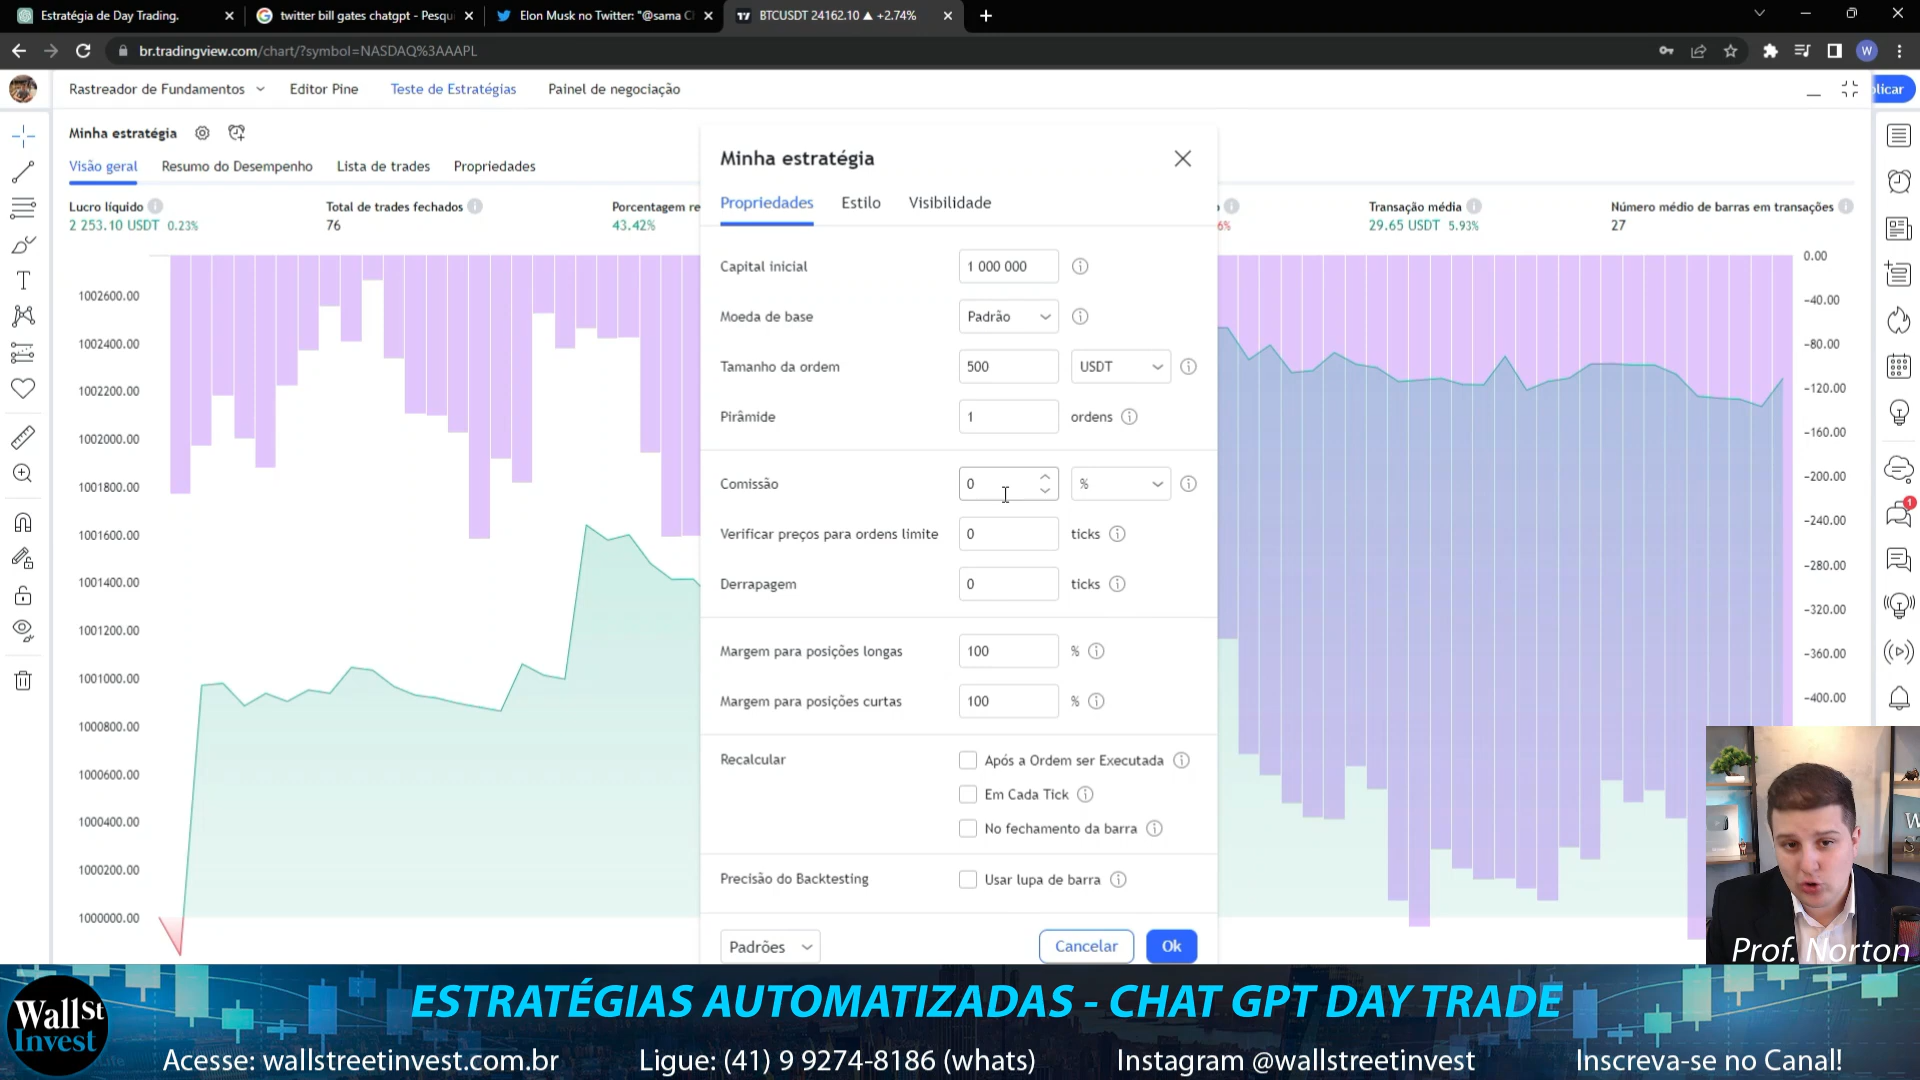 Estratégia de Day Trading.
twitter bill gates chatgpt - Pesqu
Elon Musk no Twitter: "@sama C
BTCUSDT 24162.10 ▲ +2.74%
br.tradingview.com/chart/?symbol=NASDAQ%3AAAPL
W
Rastreador de Fundamentos
Editor Pine
Teste de Estratégias
Painel de negociação
licar
Minha estratégia
Visão geral
Resumo do Desempenho
Lista de trades
Propriedades
Lucro líquido
2 253.10 USDT 0.23%
Total de trades fechados
76
Porcentagem re
43.42%
6%
Transação média
29.65 USDT 5.93%
Número médio de barras em transações
27
1002600.00
1002400.00
1002200.00
1002000.00
1001800.00
1001600.00
1001400.00
1001200.00
1001000.00
1000800.00
1000600.00
1000400.00
1000200.00
1000000.00
Minha estratégia
Propriedades
Estilo
Visibilidade
Capital inicial
1 000 000
Moeda de base
Padrão
Tamanho da ordem
500
USDT
Pirâmide
1
ordens
Comissão
0
%
Verificar preços para ordens limite
0
ticks
Derrapagem
0
ticks
Margem para posições longas
100
%
Margem para posições curtas
100
%
Recalcular
Após a Ordem ser Executada
Em Cada Tick
No fechamento da barra
Precisão do Backtesting
Usar lupa de barra
Padrões
Cancelar
Ok
0.00
−40.00
−80.00
−120.00
−160.00
−200.00
−240.00
−280.00
−320.00
−360.00
−400.00
1
Prof. Norton
WallSt
Invest
ESTRATÉGIAS AUTOMATIZADAS - CHAT GPT DAY TRADE
Acesse: wallstreetinvest.com.br
Ligue: (41) 9 9274-8186 (whats)
Instagram @wallstreetinvest
Inscreva-se no Canal!